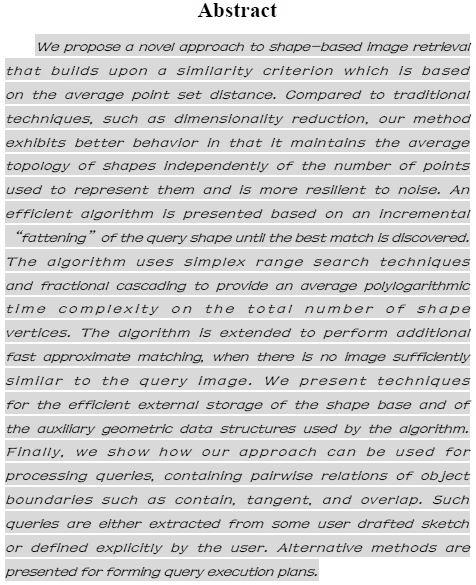 Abstract
We propose a novel approach to shape-based image retrieval
that builds upon a similarity criterion which is based
on the average point set distance. Compared to traditional
techniques, such as dimensionality reduction, our method
exhibits better behavior in that it maintains the average
topology of shapes independently of the number of points
used to represent them and is more resilient to noise. An
efficient algorithm is presented based on an incremental
“fattening” of the query shape until the best match is discovered.
The algorithm uses simplex range search techniques
and fractional cascading to provide an average polylogarithmic
time complexity on the total number of shape
vertices. The algorithm is extended to perform additional
fast approximate matching, when there is no image sufficiently
similar to the query image. We present techniques
for the efficient external storage of the shape base and of
the auxiliary geometric data structures used by the algorithm.
Finally, we show how our approach can be used for
processing queries, containing pairwise relations of object
boundaries such as contain, tangent, and overlap. Such
queries are either extracted from some user drafted sketch
or defined explicitly by the user. Alternative methods are
presented for forming query execution plans.